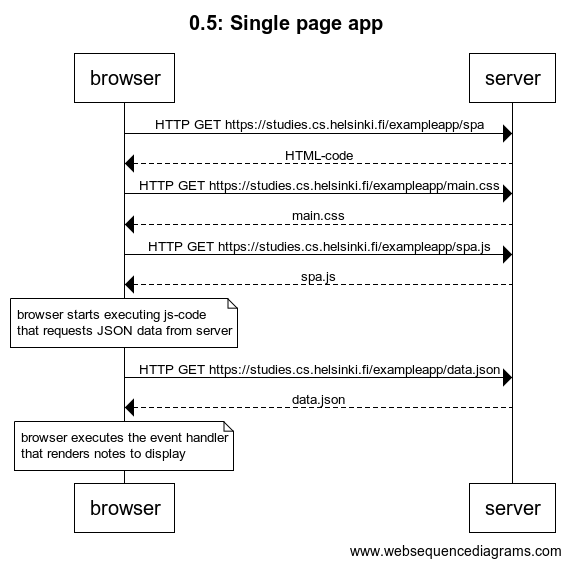 0.5: Single page app
browser
server
HTTP GET https://studies.cs.helsinki.fi/exampleapp/spa
HTML-code
HTTP GET https://studies.cs.helsinki.fi/exampleapp/main.css
main.css
HTTP GET https://studies.cs.helsinki.fi/exampleapp/spa.js
spa.js
browser starts executing js-code
that requests JSON data from server
HTTP GET https://studies.cs.helsinki.fi/exampleapp/data.json
data.json
browser executes the event handler
that renders notes to display
browser
server
www.websequencediagrams.com